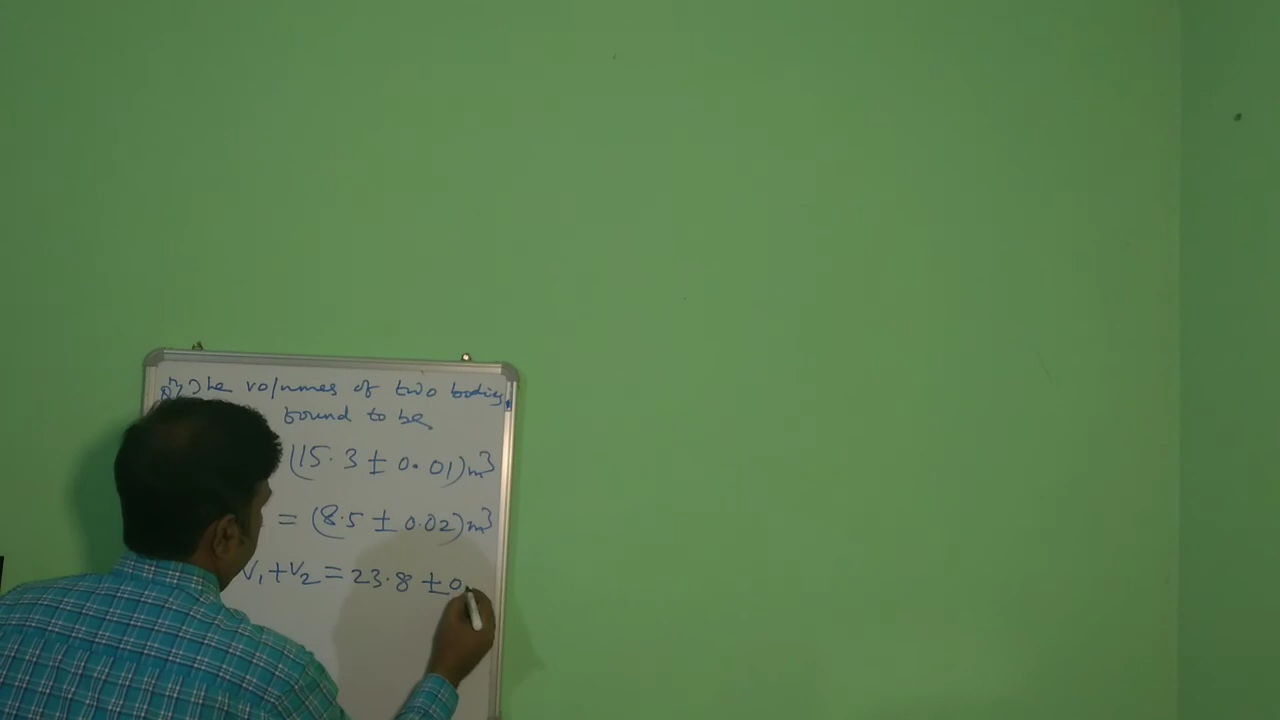 The volumes of two bodies
found to be
(15.3 ± 0.01)m³
= (8.5 ± 0.02)m³
V₁+V₂ = 23.8 ± 0.